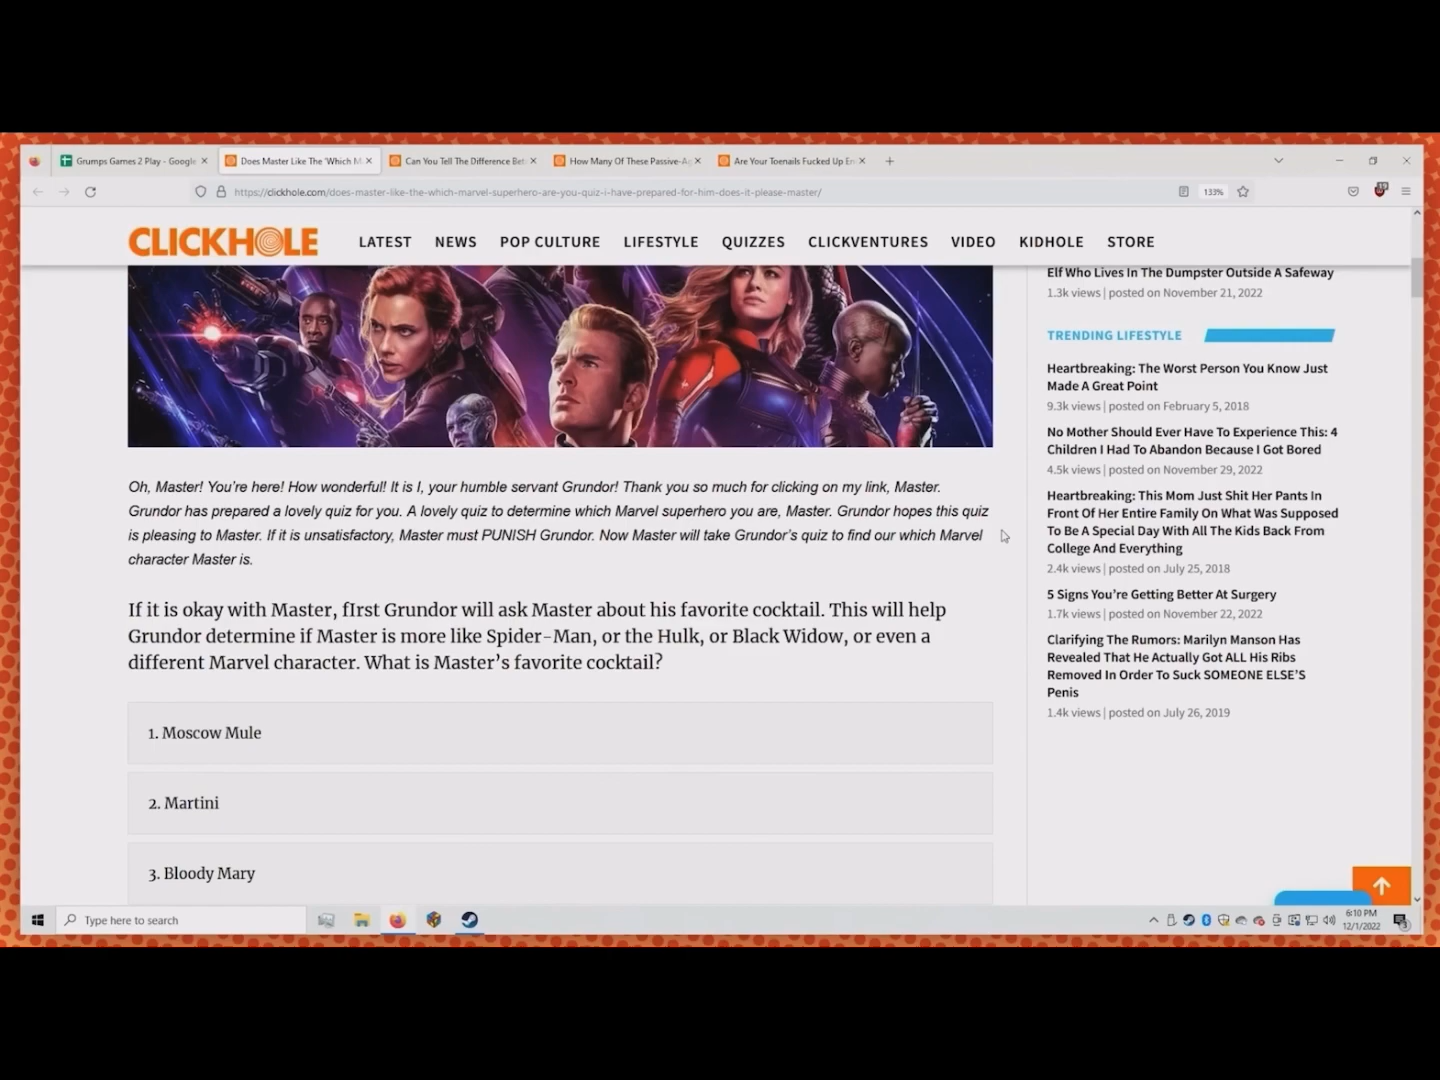 Grumps Games 2 Play - Google
Does Master Like The 'Which M
Can You Tell The Difference Bet
How Many Of These Passive-Ag
Are Your Toenails Fucked Up En
https://clickhole.com/does-master-like-the-which-marvel-superhero-are-you-quiz-i-have-prepared-for-him-does-it-please-master/
133%
CLICKHOLE
LATEST NEWS POP CULTURE LIFESTYLE QUIZZES CLICKVENTURES VIDEO KIDHOLE STORE
Oh, Master! You're here! How wonderful! It is I, your humble servant Grundor! Thank you so much for clicking on my link, Master.
Grundor has prepared a lovely quiz for you. A lovely quiz to determine which Marvel superhero you are, Master. Grundor hopes this quiz
is pleasing to Master. If it is unsatisfactory, Master must PUNISH Grundor. Now Master will take Grundor's quiz to find our which Marvel
character Master is.
If it is okay with Master, fIrst Grundor will ask Master about his favorite cocktail. This will help
Grundor determine if Master is more like Spider-Man, or the Hulk, or Black Widow, or even a
different Marvel character. What is Master's favorite cocktail?
1. Moscow Mule
2. Martini
3. Bloody Mary
Elf Who Lives In The Dumpster Outside A Safeway
1.3k views | posted on November 21, 2022
TRENDING LIFESTYLE
Heartbreaking: The Worst Person You Know Just
Made A Great Point
9.3k views | posted on February 5, 2018
No Mother Should Ever Have To Experience This: 4
Children I Had To Abandon Because I Got Bored
4.5k views | posted on November 29, 2022
Heartbreaking: This Mom Just Shit Her Pants In
Front Of Her Entire Family On What Was Supposed
To Be A Special Day With All The Kids Back From
College And Everything
2.4k views | posted on July 25, 2018
5 Signs You're Getting Better At Surgery
1.7k views | posted on November 22, 2022
Clarifying The Rumors: Marilyn Manson Has
Revealed That He Actually Got ALL His Ribs
Removed In Order To Suck SOMEONE ELSE'S
Penis
1.4k views | posted on July 26, 2019
Type here to search
6:10 PM
12/1/2022